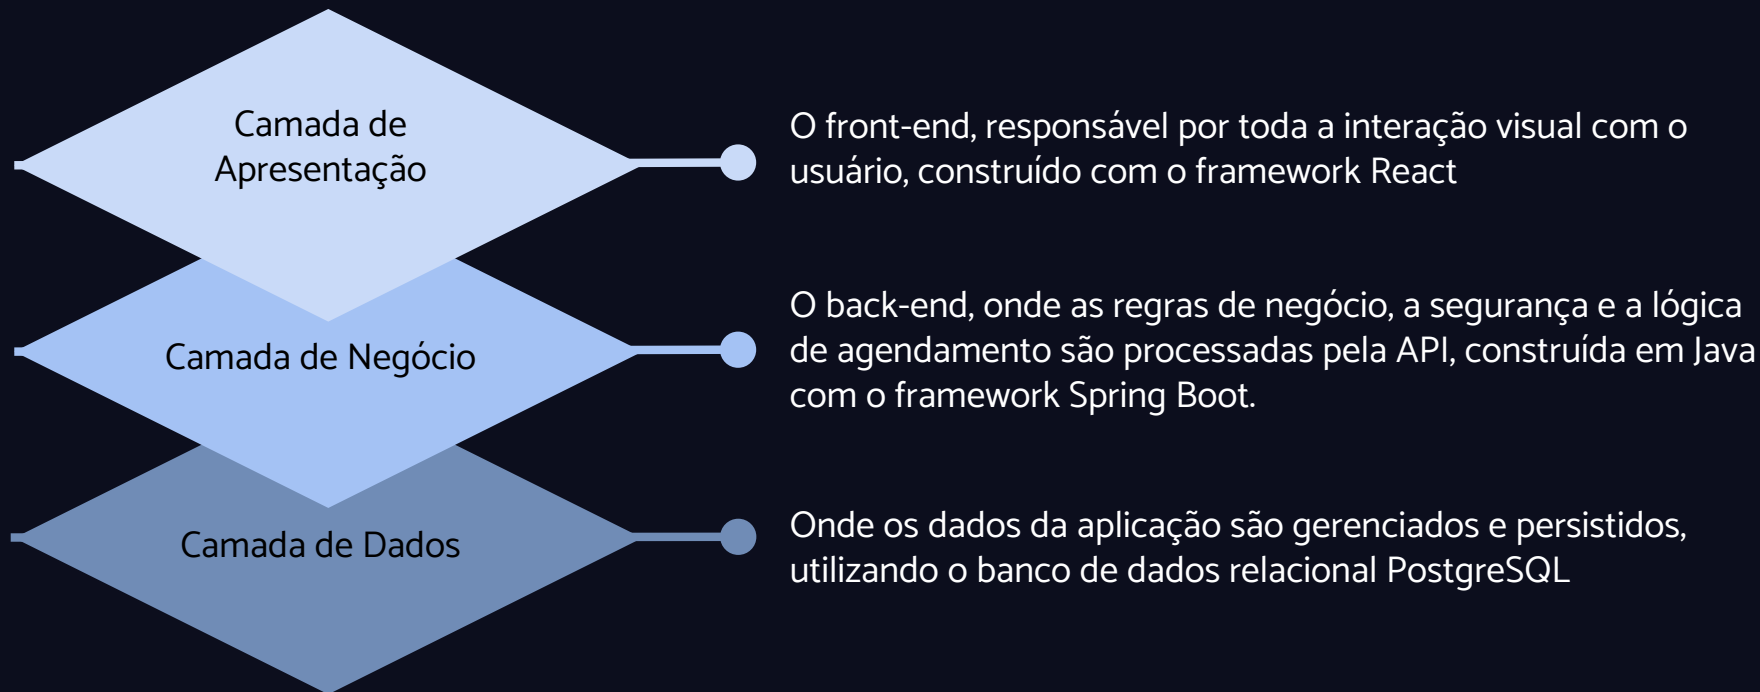 Camada de
Apresentação
O front-end, responsável por toda a interação visual com o
usuário, construído com o framework React
Camada de Negócio
O back-end, onde as regras de negócio, a segurança e a lógica
de agendamento são processadas pela API, construída em Java
com o framework Spring Boot.
Camada de Dados
Onde os dados da aplicação são gerenciados e persistidos,
utilizando o banco de dados relacional PostgreSQL